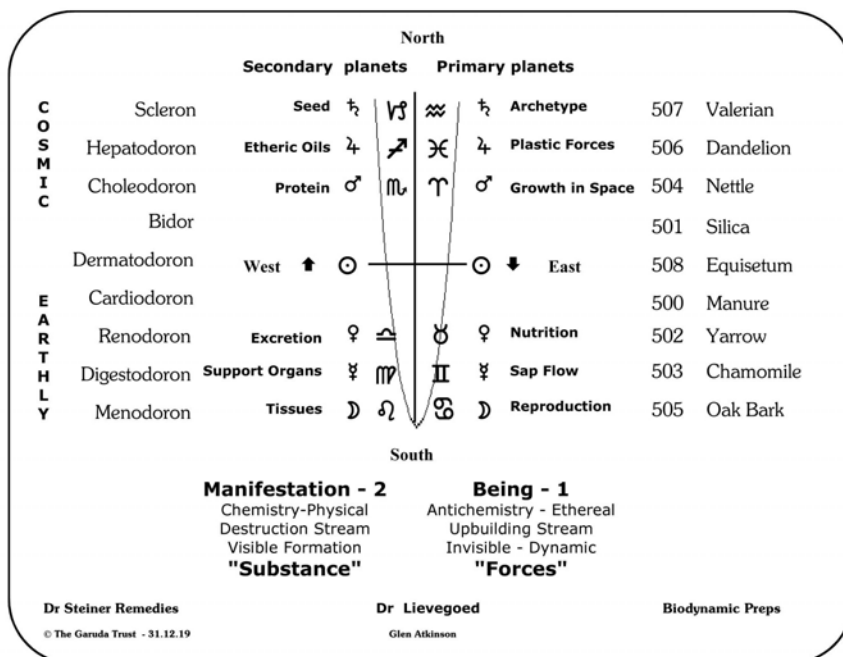 North
Secondary planets Primary planets
COSMIC
Scleron Seed ♄ ♑ ♒ ♄ Archetype 507 Valerian
Hepatodoron Etheric Oils ♃ ♐ ♓ ♃ Plastic Forces 506 Dandelion
Choleodoron Protein ♂ ♏ ♈ ♂ Growth in Space 504 Nettle
Bidor 501 Silica
Dermatodoron West ⬆ ☉ ☉ ⬇ East 508 Equisetum
EARTHLY
Cardiodoron 500 Manure
Renodoron Excretion ♀ ♎ ♉ ♀ Nutrition 502 Yarrow
Digestodoron Support Organs ☿ ♍ ♊ ☿ Sap Flow 503 Chamomile
Menodoron Tissues ☽ ♌ ♋ ☽ Reproduction 505 Oak Bark
South
Manifestation - 2 Being - 1
Chemistry-Physical Antichemistry - Ethereal
Destruction Stream Upbuilding Stream
Visible Formation Invisible - Dynamic
"Substance" "Forces"
Dr Steiner Remedies Dr Lievegoed Biodynamic Preps
© The Garuda Trust - 31.12.19 Glen Atkinson